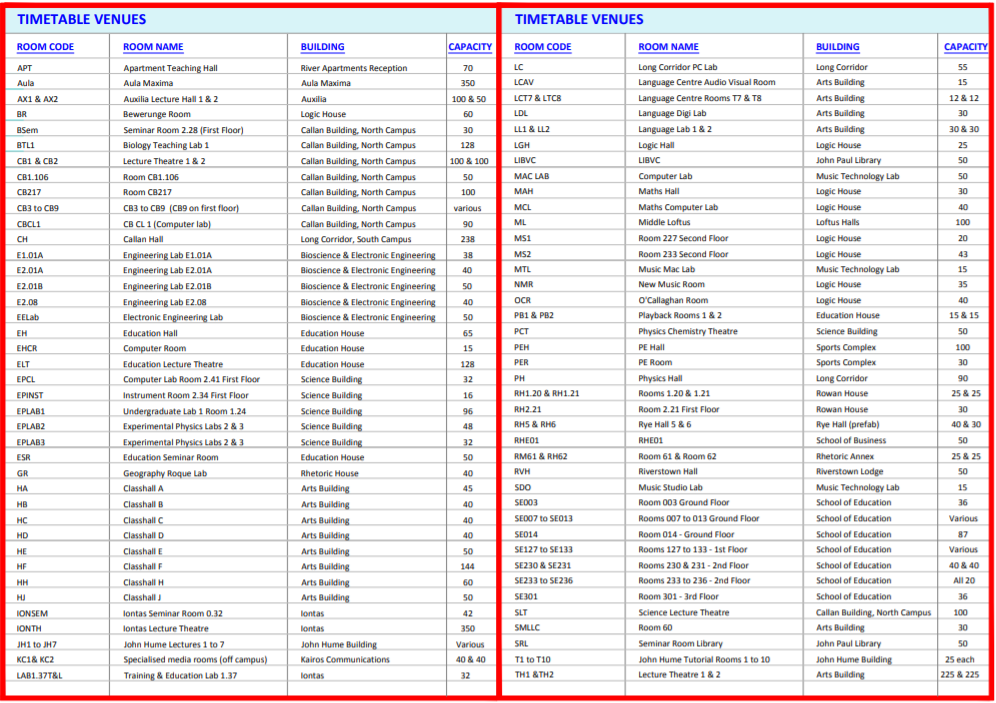 TIMETABLE VENUES
ROOM CODE ROOM NAME BUILDING CAPACITY
APT Apartment Teaching Hall River Apartments Reception 70
Aula Aula Maxima Aula Maxima 350
AX1 & AX2 Auxilia Lecture Hall 1 & 2 Auxilia 100 & 50
BR Bewerunge Room Logic House 60
BSem Seminar Room 2.28 (First Floor) Callan Building, North Campus 30
BTL1 Biology Teaching Lab 1 Callan Building, North Campus 128
CB1 & CB2 Lecture Theatre 1 & 2 Callan Building, North Campus 100 & 100
CB1.106 Room CB1.106 Callan Building, North Campus 50
CB217 Room CB217 Callan Building, North Campus 100
CB3 to CB9 CB3 to CB9 (CB9 on first floor) Callan Building, North Campus various
CBCL1 CB CL 1 (Computer lab) Callan Building, North Campus 90
CH Callan Hall Long Corridor, South Campus 238
E1.01A Engineering Lab E1.01A Bioscience & Electronic Engineering 38
E2.01A Engineering Lab E2.01A Bioscience & Electronic Engineering 40
E2.01B Engineering Lab E2.01B Bioscience & Electronic Engineering 50
E2.08 Engineering Lab E2.08 Bioscience & Electronic Engineering 40
EELab Electronic Engineering Lab Bioscience & Electronic Engineering 50
EH Education Hall Education House 65
EHCR Computer Room Education House 15
ELT Education Lecture Theatre Education House 128
EPCL Computer Lab Room 2.41 First Floor Science Building 32
EPINST Instrument Room 2.34 First Floor Science Building 16
EPLAB1 Undergraduate Lab 1 Room 1.24 Science Building 96
EPLAB2 Experimental Physics Labs 2 & 3 Science Building 48
EPLAB3 Experimental Physics Labs 2 & 3 Science Building 32
ESR Education Seminar Room Education House 50
GR Geography Roque Lab Rhetoric House 40
HA Classhall A Arts Building 45
HB Classhall B Arts Building 40
HC Classhall C Arts Building 40
HD Classhall D Arts Building 40
HE Classhall E Arts Building 50
HF Classhall F Arts Building 144
HH Classhall H Arts Building 60
HJ Classhall J Arts Building 50
IONSEM Iontas Seminar Room 0.32 Iontas 42
IONTH Iontas Lecture Theatre Iontas 350
JH1 to JH7 John Hume Lectures 1 to 7 John Hume Building Various
KC1& KC2 Specialised media rooms (off campus) Kairos Communications 40 & 40
LAB1.37T&L Training & Education Lab 1.37 Iontas 32
TIMETABLE VENUES
ROOM CODE ROOM NAME BUILDING CAPACITY
LC Long Corridor PC Lab Long Corridor 55
LCAV Language Centre Audio Visual Room Arts Building 15
LCT7 & LTC8 Language Centre Rooms T7 & T8 Arts Building 12 & 12
LDL Language Digi Lab Arts Building 30
LL1 & LL2 Language Lab 1 & 2 Arts Building 30 & 30
LGH Logic Hall Logic House 25
LIBVC LIBVC John Paul Library 50
MAC LAB Computer Lab Music Technology Lab 50
MAH Maths Hall Logic House 30
MCL Maths Computer Lab Logic House 40
ML Middle Loftus Loftus Halls 100
MS1 Room 227 Second Floor Logic House 20
MS2 Room 233 Second Floor Logic House 43
MTL Music Mac Lab Music Technology Lab 15
NMR New Music Room Logic House 35
OCR O'Callaghan Room Logic House 40
PB1 & PB2 Playback Rooms 1 & 2 Education House 15 & 15
PCT Physics Chemistry Theatre Science Building 50
PEH PE Hall Sports Complex 100
PER PE Room Sports Complex 30
PH Physics Hall Long Corridor 90
RH1.20 & RH1.21 Rooms 1.20 & 1.21 Rowan House 25 & 25
RH2.21 Room 2.21 First Floor Rowan House 30
RH5 & RH6 Rye Hall 5 & 6 Rye Hall (prefab) 40 & 30
RHE01 RHE01 School of Business 50
RM61 & RH62 Room 61 & Room 62 Rhetoric Annex 25 & 25
RVH Riverstown Hall Riverstown Lodge 50
SDO Music Studio Lab Music Technology Lab 15
SE003 Room 003 Ground Floor School of Education 36
SE007 to SE013 Rooms 007 to 013 Ground Floor School of Education Various
SE014 Room 014 - Ground Floor School of Education 87
SE127 to SE133 Rooms 127 to 133 - 1st Floor School of Education Various
SE230 & SE231 Rooms 230 & 231 - 2nd Floor School of Education 40 & 40
SE233 to SE236 Rooms 233 to 236 - 2nd Floor School of Education All 20
SE301 Room 301 - 3rd Floor School of Education 36
SLT Science Lecture Theatre Callan Building, North Campus 100
SMLLC Room 60 Arts Building 30
SRL Seminar Room Library John Paul Library 50
T1 to T10 John Hume Tutorial Rooms 1 to 10 John Hume Building 25 each
TH1 &TH2 Lecture Theatre 1 & 2 Arts Building 225 & 225